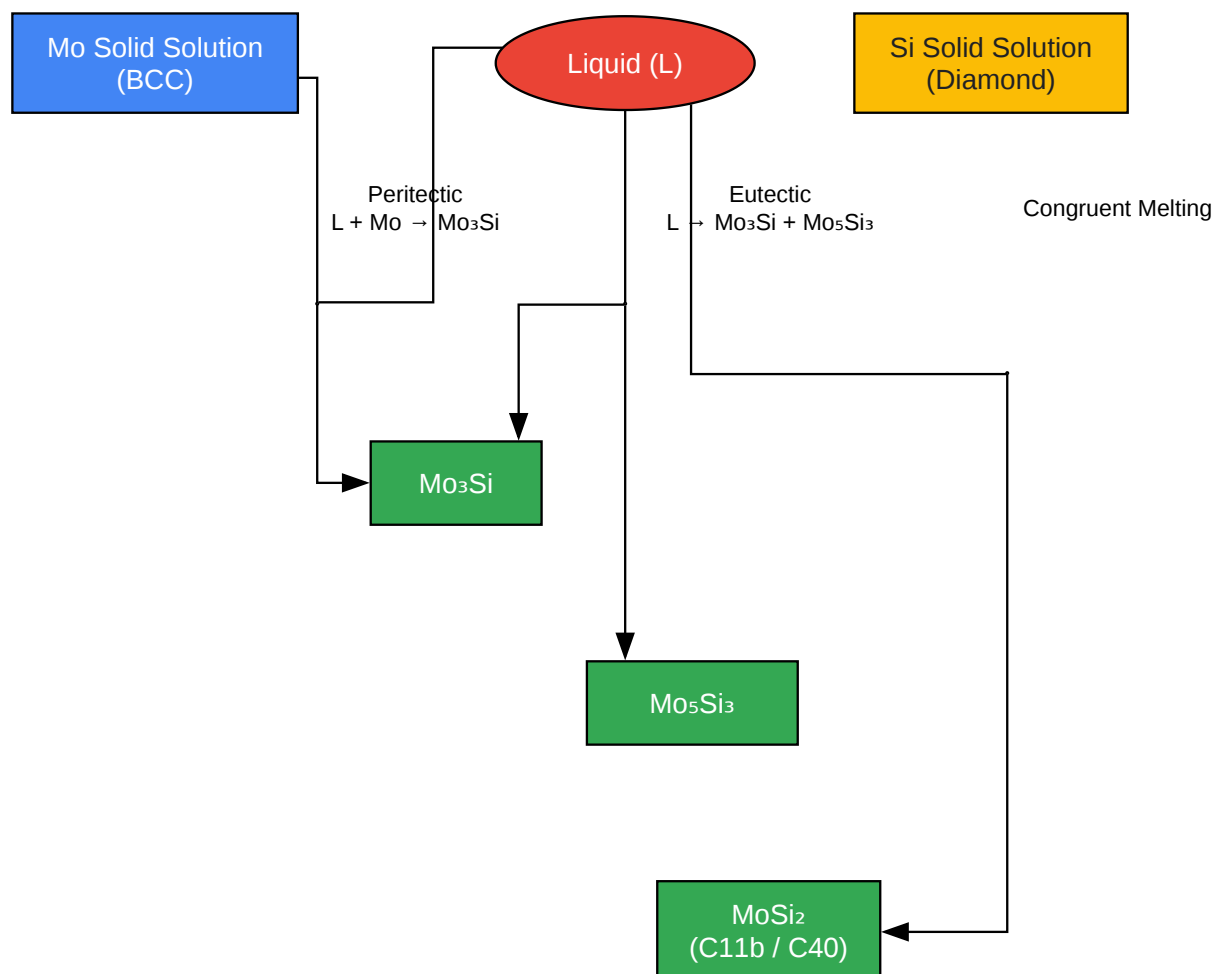 Mo Solid Solution
(BCC)
Liquid (L)
Si Solid Solution
(Diamond)
Peritectic
L + Mo → Mo₃Si
Eutectic
L → Mo₃Si + Mo₅Si₃
Congruent Melting
Mo₃Si
Mo₅Si₃
MoSi₂
(C11b / C40)